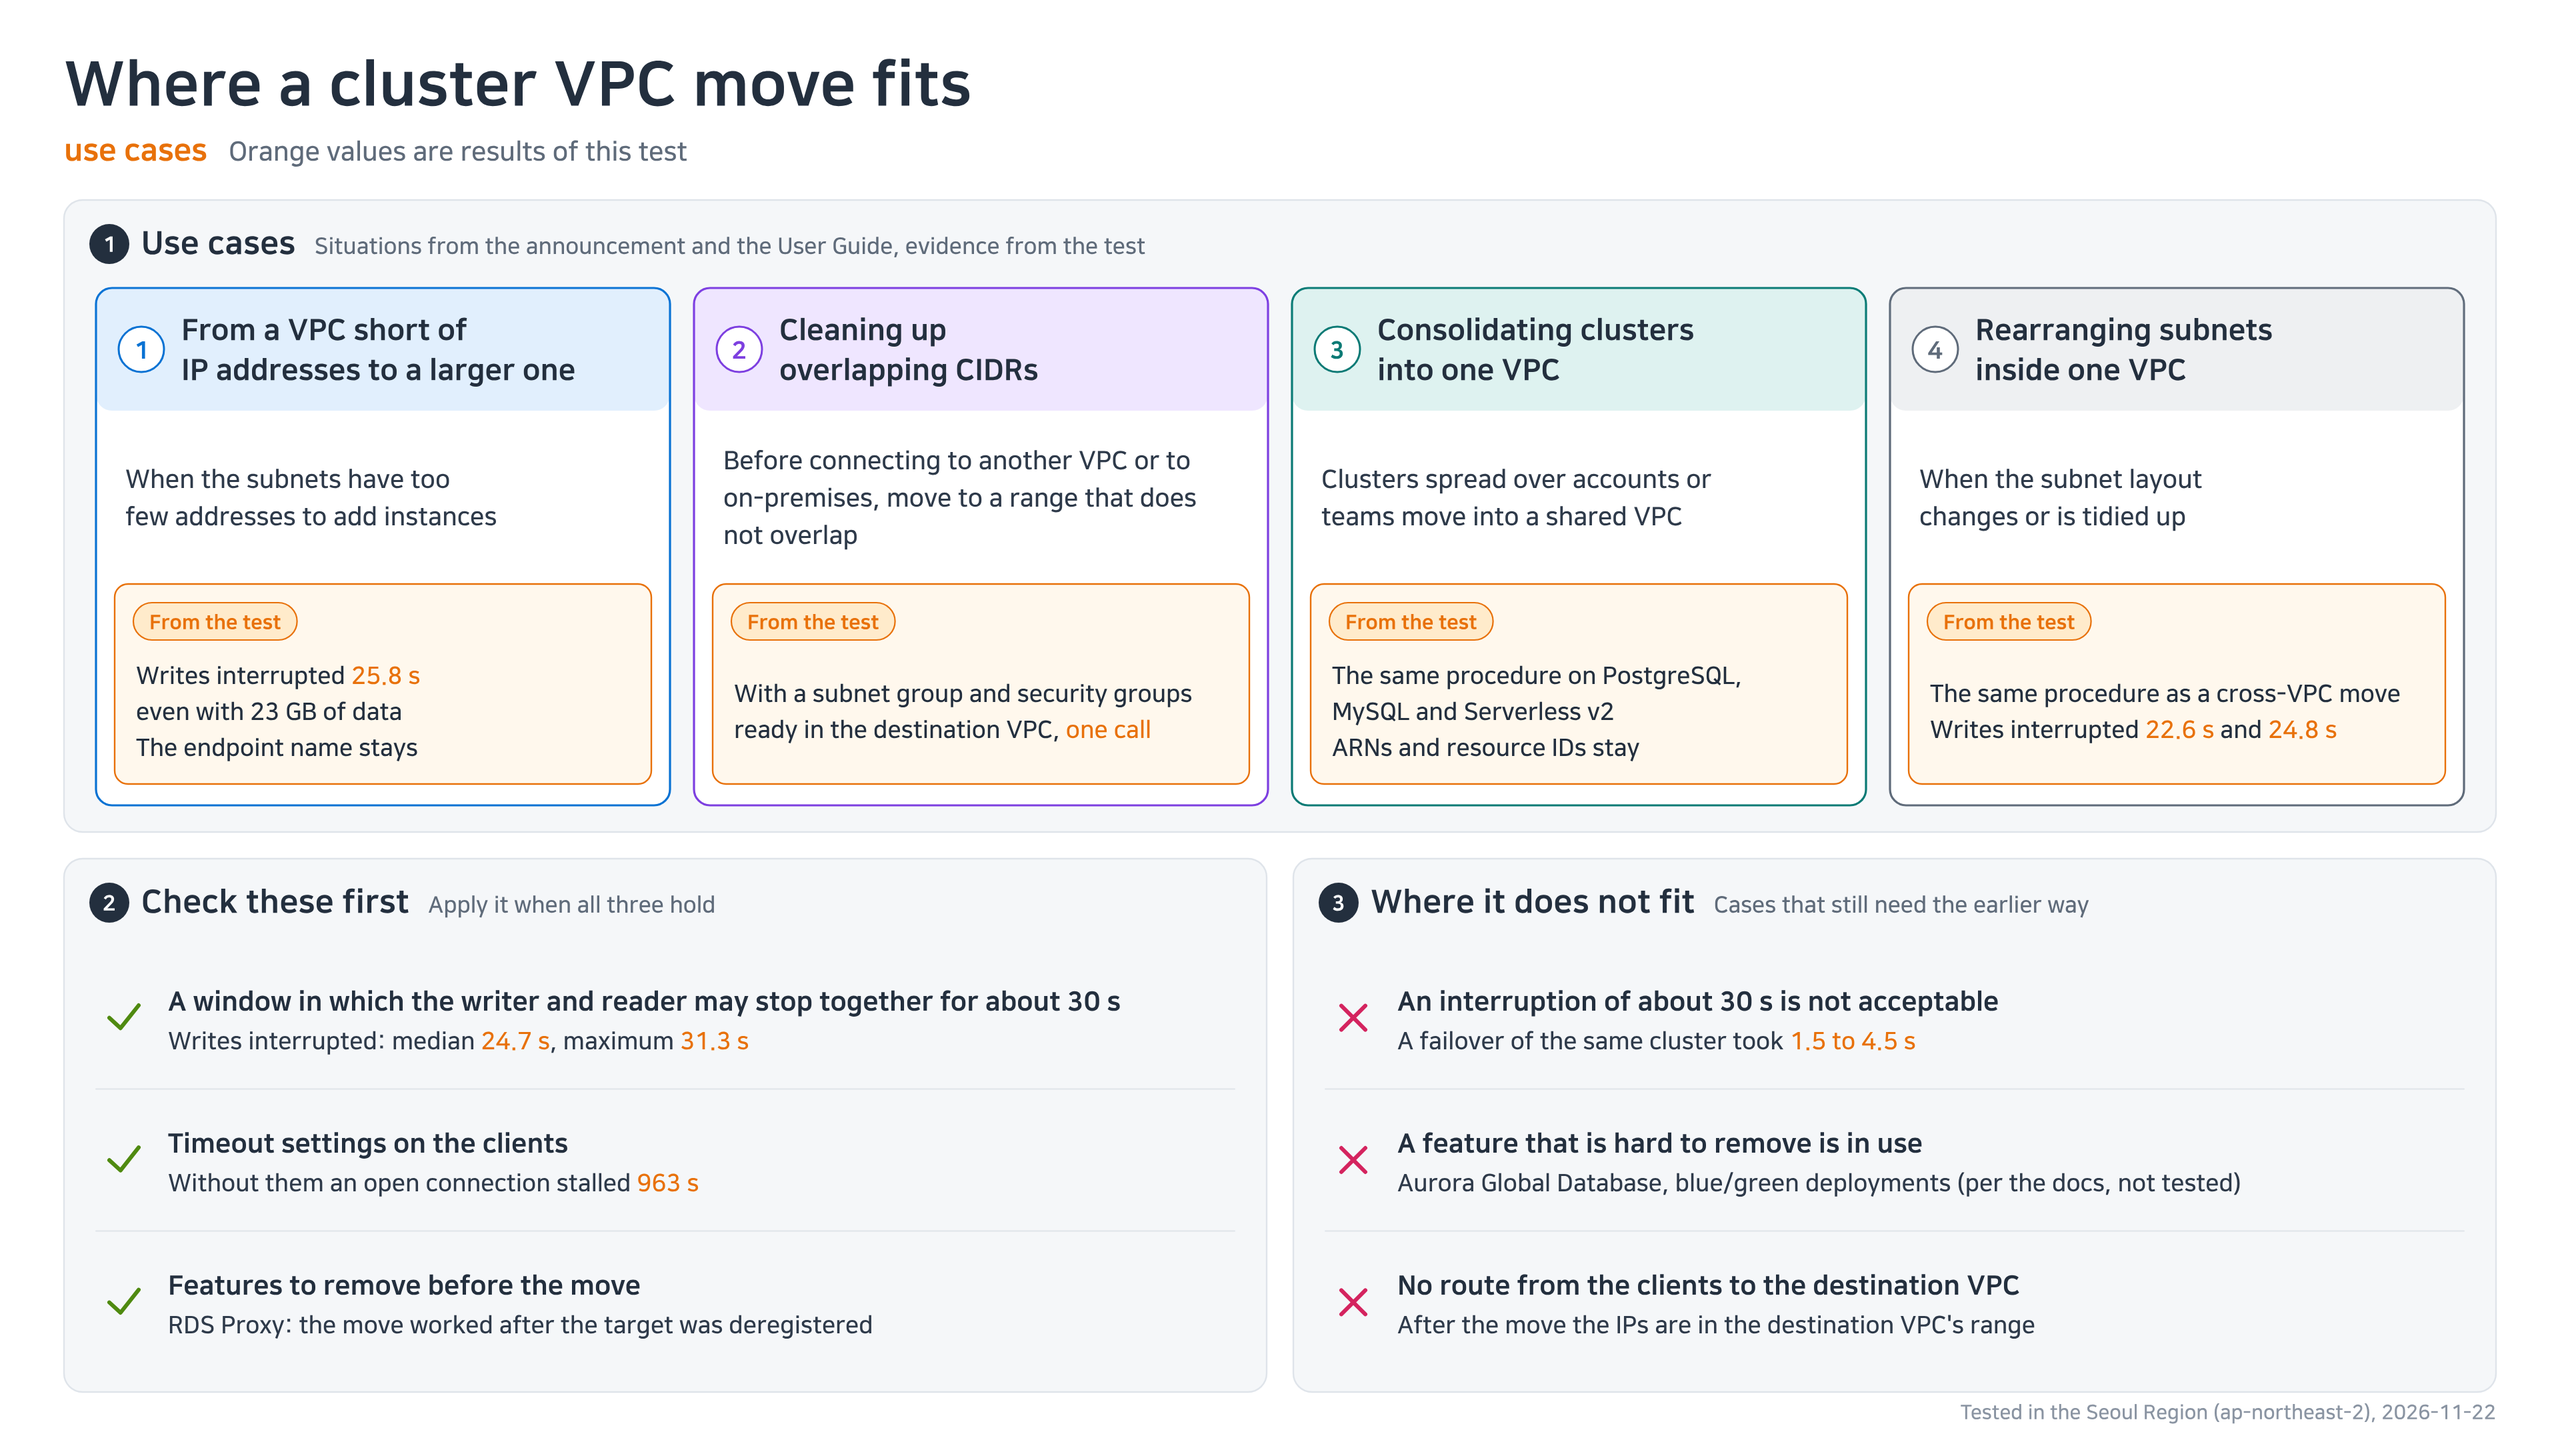 Where a cluster VPC move fits
use cases Orange values are results of this test
1 Use cases Situations from the announcement and the User Guide, evidence from the test
1 From a VPC short of
IP addresses to a larger one
When the subnets have too
few addresses to add instances
From the test
Writes interrupted 25.8 s
even with 23 GB of data
The endpoint name stays
2 Cleaning up
overlapping CIDRs
Before connecting to another VPC or to
on-premises, move to a range that does
not overlap
From the test
With a subnet group and security groups
ready in the destination VPC, one call
3 Consolidating clusters
into one VPC
Clusters spread over accounts or
teams move into a shared VPC
From the test
The same procedure on PostgreSQL,
MySQL and Serverless v2
ARNs and resource IDs stay
4 Rearranging subnets
inside one VPC
When the subnet layout
changes or is tidied up
From the test
The same procedure as a cross-VPC move
Writes interrupted 22.6 s and 24.8 s
2 Check these first Apply it when all three hold
A window in which the writer and reader may stop together for about 30 s
Writes interrupted: median 24.7 s, maximum 31.3 s
Timeout settings on the clients
Without them an open connection stalled 963 s
Features to remove before the move
RDS Proxy: the move worked after the target was deregistered
3 Where it does not fit Cases that still need the earlier way
An interruption of about 30 s is not acceptable
A failover of the same cluster took 1.5 to 4.5 s
A feature that is hard to remove is in use
Aurora Global Database, blue/green deployments (per the docs, not tested)
No route from the clients to the destination VPC
After the move the IPs are in the destination VPC's range
Tested in the Seoul Region (ap-northeast-2), 2026-11-22